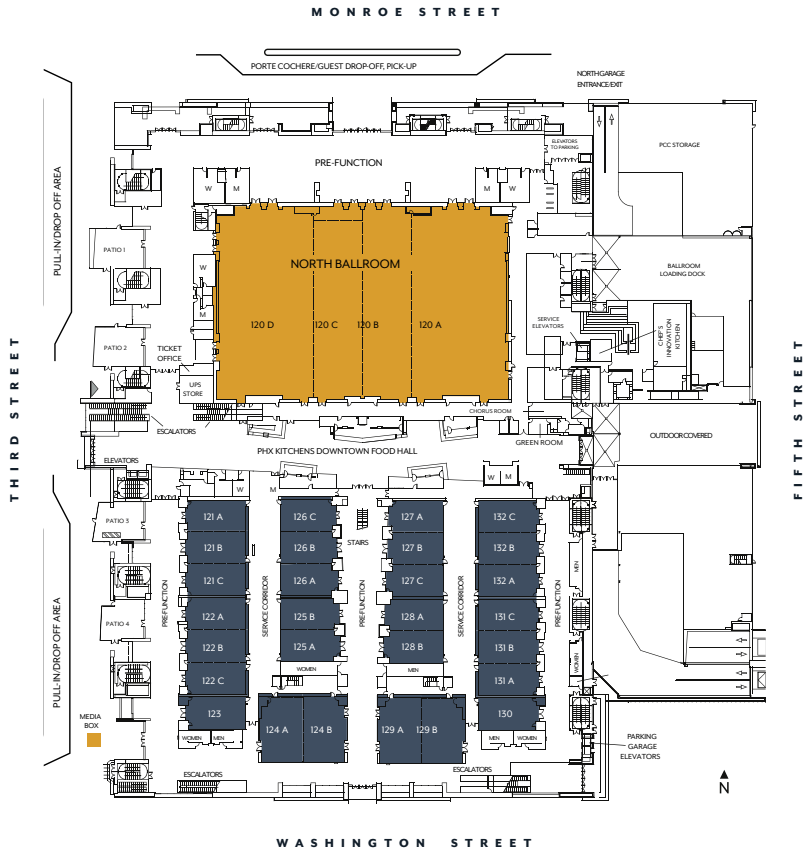 MONROE STREET
PORTE COCHERE/GUEST DROP-OFF, PICK-UP
NORTH GARAGE
ENTRANCE/EXIT
ELEVATORS
TO PARKING
PCC STORAGE
PRE-FUNCTION
W
M
M
W
PULL-IN/DROP OFF AREA
PATIO 1
W
M
NORTH BALLROOM
120 D
120 C
120 B
120 A
BALLROOM
LOADING DOCK
SERVICE
ELEVATORS
CHEF'S
INNOVATION
KITCHEN
PATIO 2
TICKET
OFFICE
UPS
STORE
THIRD STREET
FIFTH STREET
ESCALATORS
CHORUS ROOM
GREEN ROOM
OUTDOOR COVERED
PHX KITCHENS DOWNTOWN FOOD HALL
ELEVATORS
W
M
W
M
PATIO 3
121 A
126 C
127 A
132 C
STAIRS
121 B
126 B
127 B
132 B
121 C
126 A
127 C
132 A
MEN
PULL-IN/DROP OFF AREA
PRE-FUNCTION
SERVICE CORRIDOR
PRE-FUNCTION
SERVICE CORRIDOR
PRE-FUNCTION
PATIO 4
122 A
125 B
128 A
131 C
122 B
125 A
128 B
131 B
WOMEN
WOMEN
MEN
122 C
131 A
MEDIA
BOX
123
124 A
124 B
129 A
129 B
130
WOMEN
MEN
MEN
WOMEN
PARKING
GARAGE
ELEVATORS
ESCALATORS
ESCALATORS
N
WASHINGTON STREET